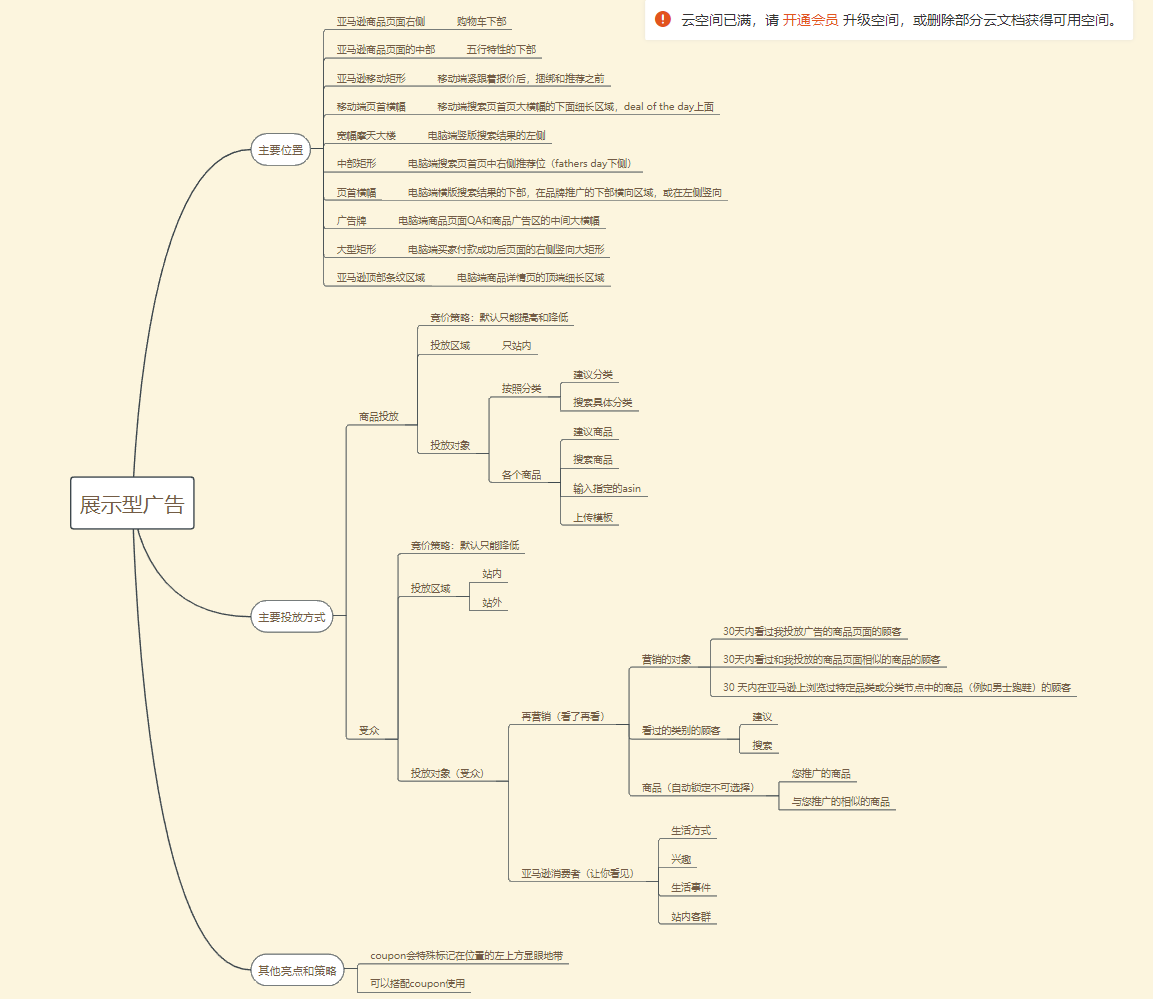 云空间已满，请 开通会员 升级空间，或删除部分云文档获得可用空间。
展示型广告
主要位置
亚马逊商品页面右侧 购物车下部
亚马逊商品页面的中部 五行特性的下部
亚马逊移动矩形 移动端紧跟着报价后，捆绑和推荐之前
移动端页首横幅 移动端搜索页首页大横幅的下面细长区域，deal of the day上面
宽幅摩天大楼 电脑端竖版搜索结果的左侧
中部矩形 电脑端搜索页首页中右侧推荐位（fathers day下侧）
页首横幅 电脑端横版搜索结果的下部，在品牌推广的下部横向区域，或在左侧竖向
广告牌 电脑端商品页面QA和商品广告区的中间大横幅
大型矩形 电脑端买家付款成功后页面的右侧竖向大矩形
亚马逊顶部条纹区域 电脑端商品详情页的顶端细长区域
主要投放方式
商品投放
竞价策略：默认只能提高和降低
投放区域 只站内
投放对象
按照分类
建议分类
搜索具体分类
各个商品
建议商品
搜索商品
输入指定的asin
上传模板
受众
竞价策略：默认只能降低
投放区域
站内
站外
投放对象（受众）
再营销（看了再看）
营销的对象
30天内看过我投放广告的商品页面的顾客
30天内看过和我投放的商品页面相似的商品的顾客
30 天内在亚马逊上浏览过特定品类或分类节点中的商品（例如男士跑鞋）的顾客
看过的类别的顾客
建议
搜索
商品（自动锁定不可选择）
您推广的商品
与您推广的相似的商品
亚马逊消费者（让你看见）
生活方式
兴趣
生活事件
站内客群
其他亮点和策略
coupon会特殊标记在位置的左上方显眼地带
可以搭配coupon使用